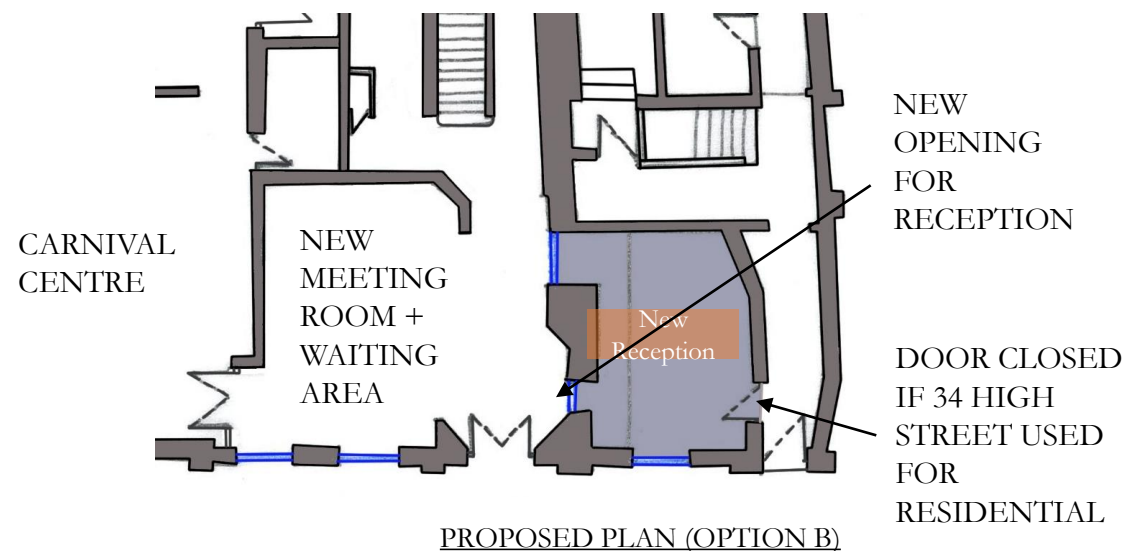 CARNIVAL
CENTRE
NEW
MEETING
ROOM +
WAITING
AREA
New
Reception
NEW
OPENING
FOR
RECEPTION
DOOR CLOSED
IF 34 HIGH
STREET USED
FOR
RESIDENTIAL
PROPOSED PLAN (OPTION B)